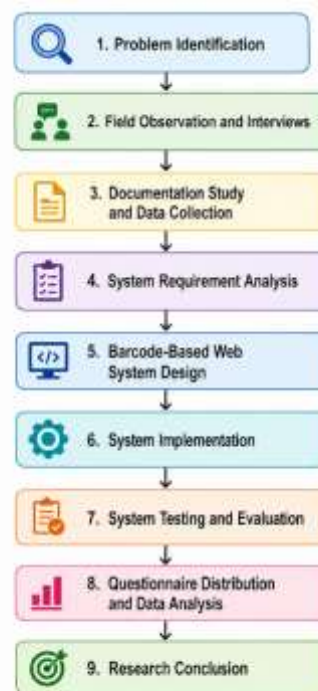 1. Problem Identification
2. Field Observation and Interviews
3. Documentation Study
and Data Collection
4. System Requirement Analysis
</>
5. Barcode-Based Web
System Design
6. System Implementation
7. System Testing and Evaluation
8. Questionnaire Distribution
and Data Analysis
9. Research Conclusion